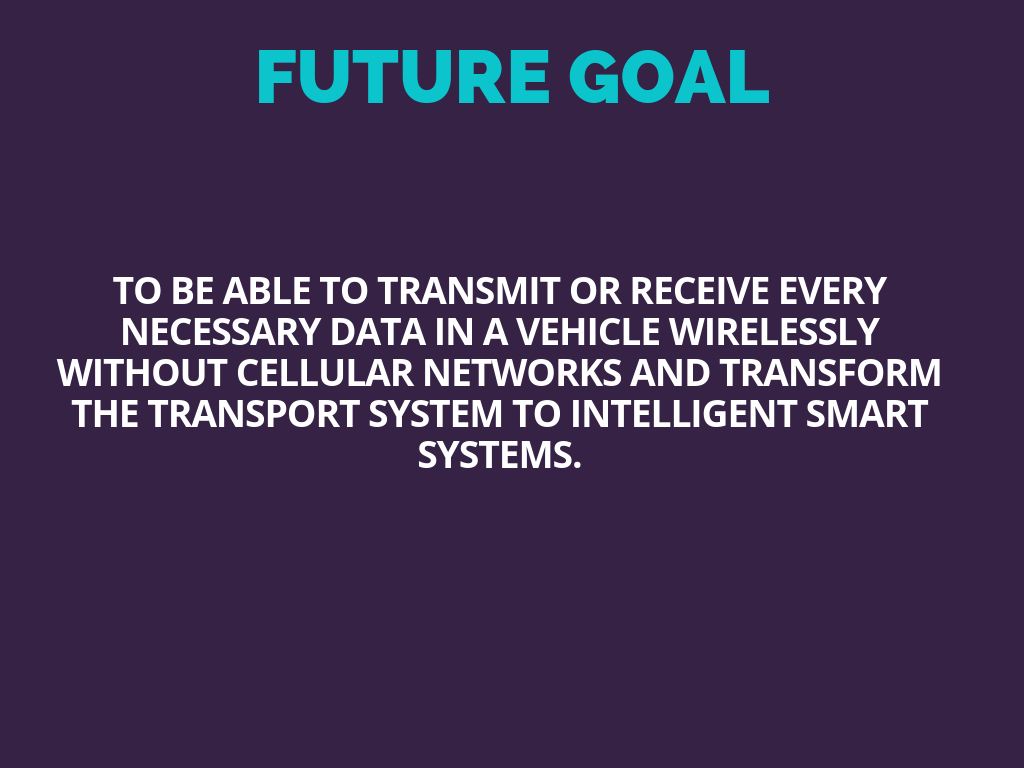 FUTURE GOAL
TO BE ABLE TO TRANSMIT OR RECEIVE EVERY
NECESSARY DATA IN A VEHICLE WIRELESSLY
WITHOUT CELLULAR NETWORKS AND TRANSFORM
THE TRANSPORT SYSTEM TO INTELLIGENT SMART
SYSTEMS.